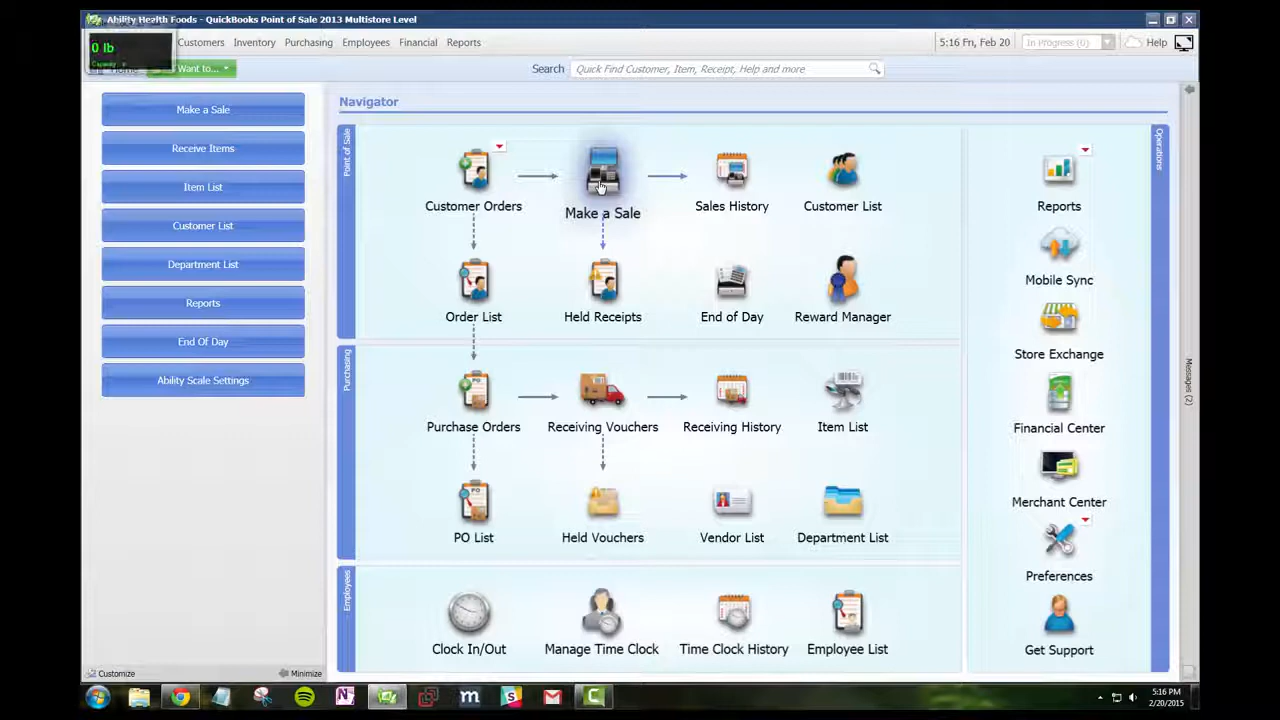 Ability Health Foods - QuickBooks Point of Sale 2013 Multistore Level
0 lb
Customers Inventory Purchasing Employees Financial Reports
5:16 Fri, Feb 20
In Progress (0)
Help
Home
Want to...
Search
Quick Find Customer, Item, Receipt, Help and more
Make a Sale
Receive Items
Item List
Customer List
Department List
Reports
End Of Day
Ability Scale Settings
Customize
Minimize
Navigator
Point of Sale
Customer Orders
Make a Sale
Sales History
Customer List
Order List
Held Receipts
End of Day
Reward Manager
Purchasing
Purchase Orders
Receiving Vouchers
Receiving History
Item List
PO List
Held Vouchers
Vendor List
Department List
Employees
Clock In/Out
Manage Time Clock
Time Clock History
Employee List
Operations
Reports
Mobile Sync
Store Exchange
Financial Center
Merchant Center
Preferences
Get Support
Messages (2)
5:16 PM
2/20/2015